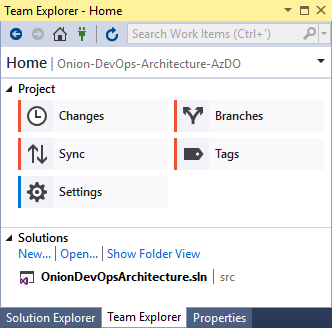 Team Explorer - Home
Search Work Items (Ctrl+')
Home | Onion-DevOps-Architecture-AzDO
Project
Changes
Branches
Sync
Tags
Settings
Solutions
New... | Open... | Show Folder View
OnionDevOpsArchitecture.sln | src
Solution Explorer Team Explorer Properties